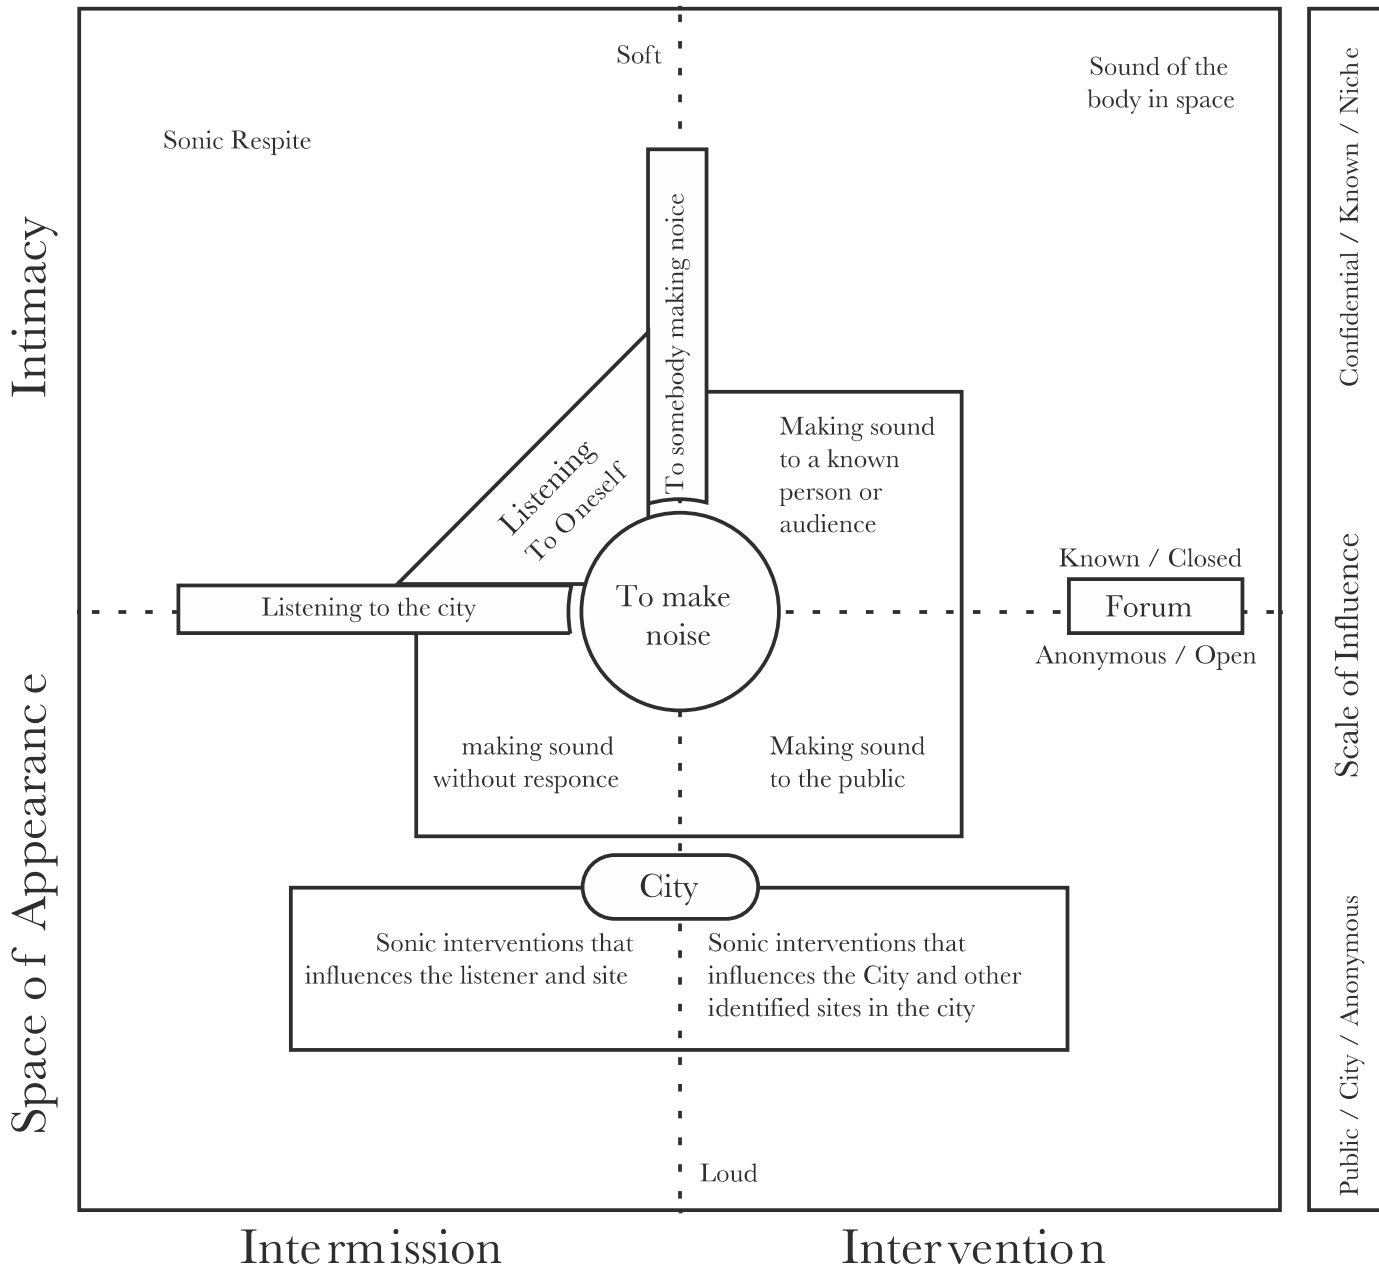 Soft
Sound of the
body in space
Sonic Respite
Intimacy
Confidential / Known / Niche
To somebody making noice
Listening
To Oneself
Making sound
to a known
person or
audience
Known / Closed
Forum
Anonymous / Open
Listening to the city
To make
noise
Scale of Influence
Space of Appearance
making sound
without responce
Making sound
to the public
City
Sonic interventions that
influences the listener and site
Sonic interventions that
influences the City and other
identified sites in the city
Public / City / Anonymous
Loud
Intermission
Intervention